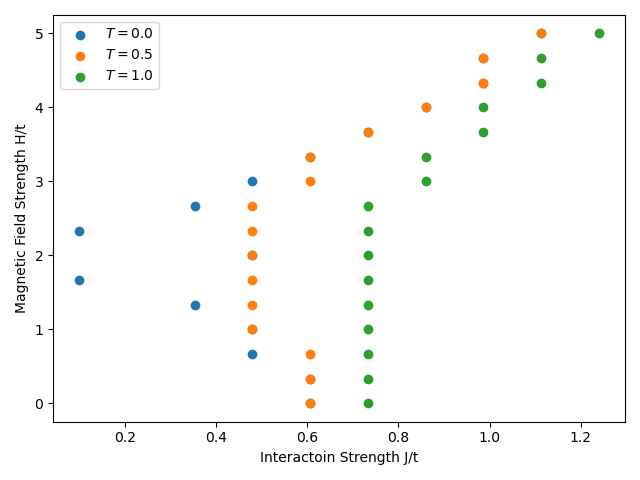 T = 0.0
T = 0.5
T = 1.0
5
4
3
2
1
0
Magnetic Field Strength H/t
0.2 0.4 0.6 0.8 1.0 1.2
Interactoin Strength J/t